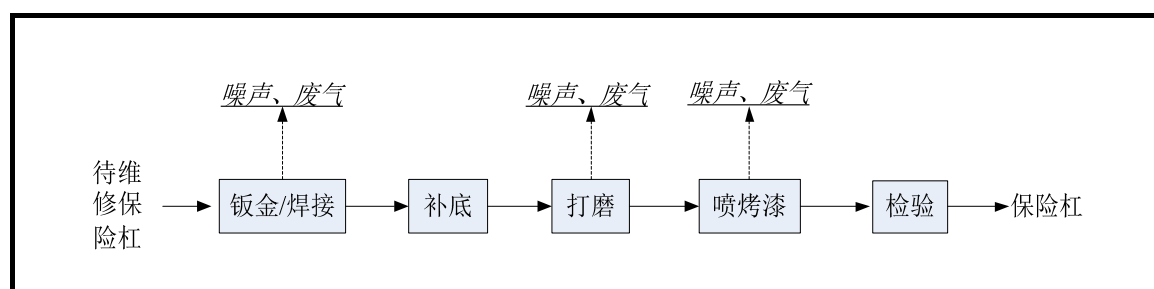 噪声、废气
噪声、废气
噪声、废气
待维
修保
险杠
钣金/焊接
补底
打磨
喷烤漆
检验
保险杠